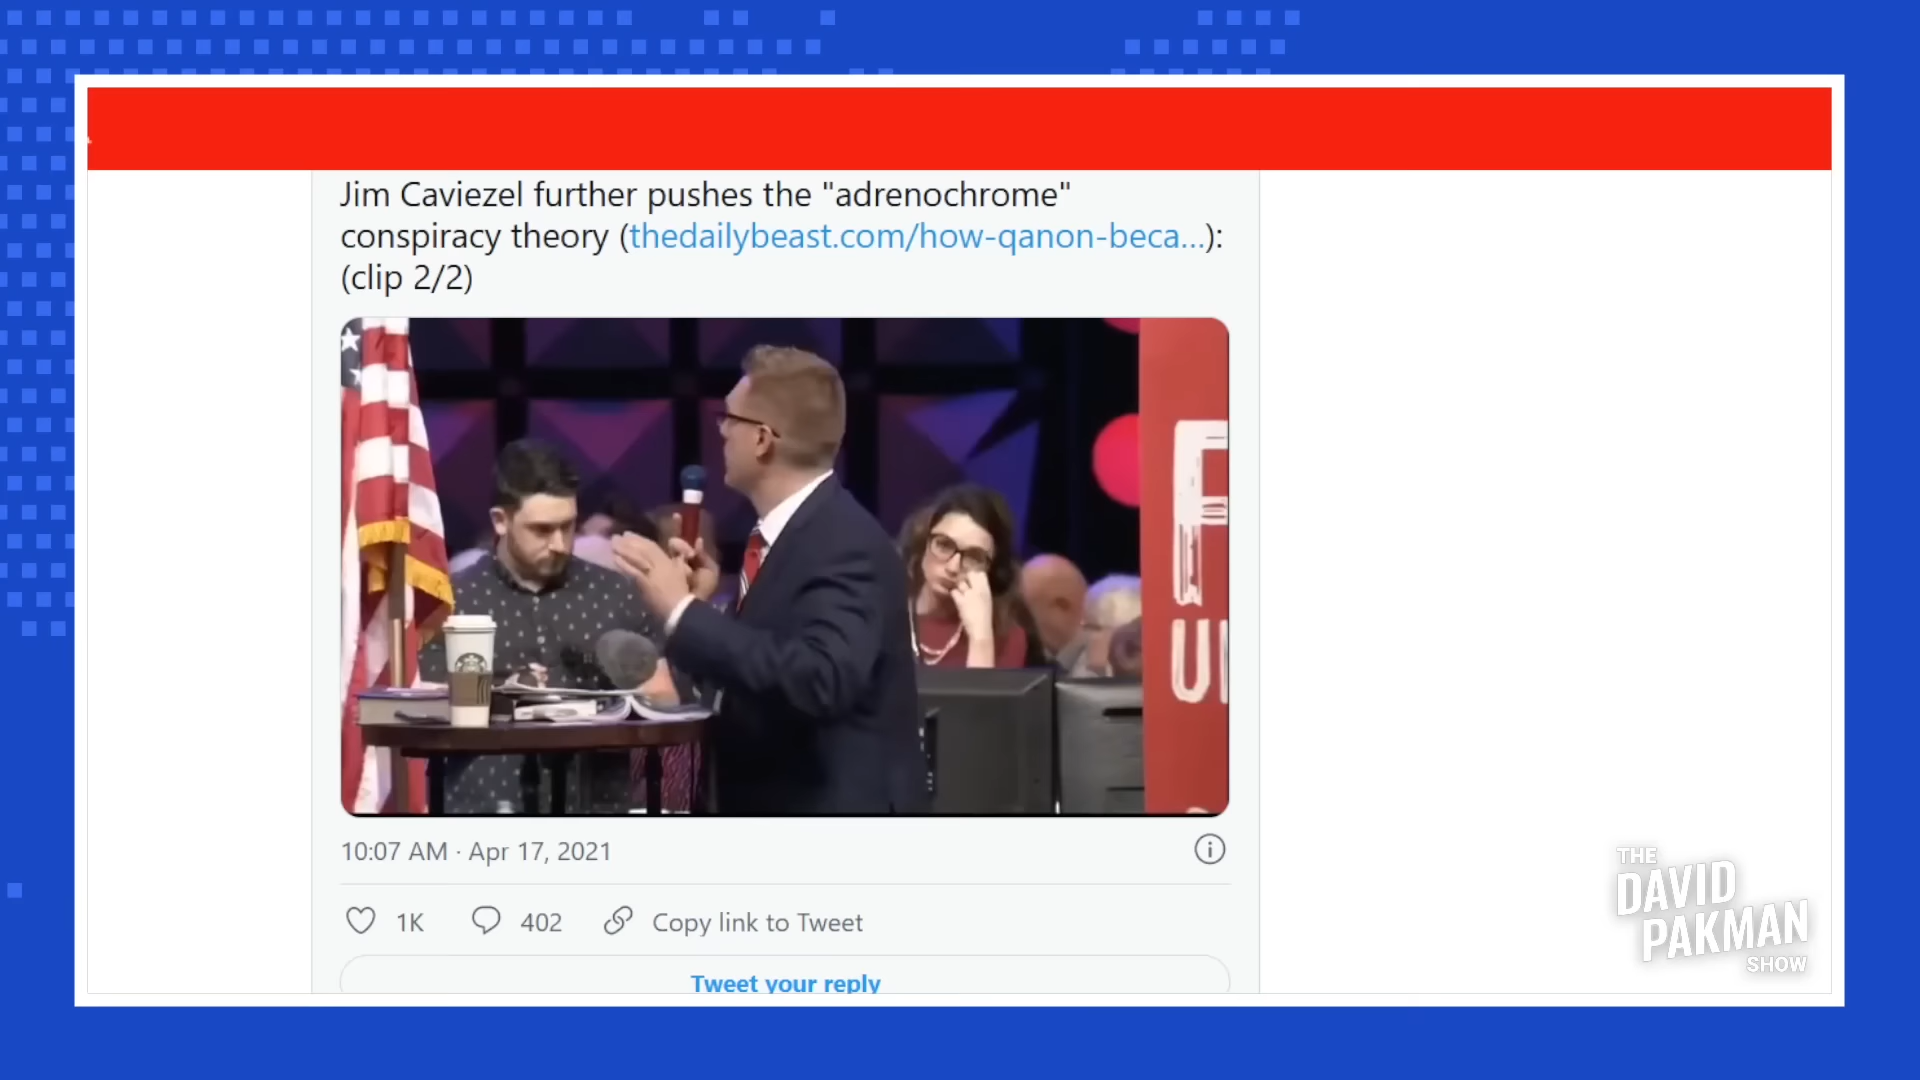 Jim Caviezel further pushes the "adrenochrome"
conspiracy theory (thedailybeast.com/how-qanon-beca...):
(clip 2/2)
U
10:07 AM · Apr 17, 2021
1K
402
Copy link to Tweet
Tweet your reply
THE
DAVID
PAKMAN
SHOW